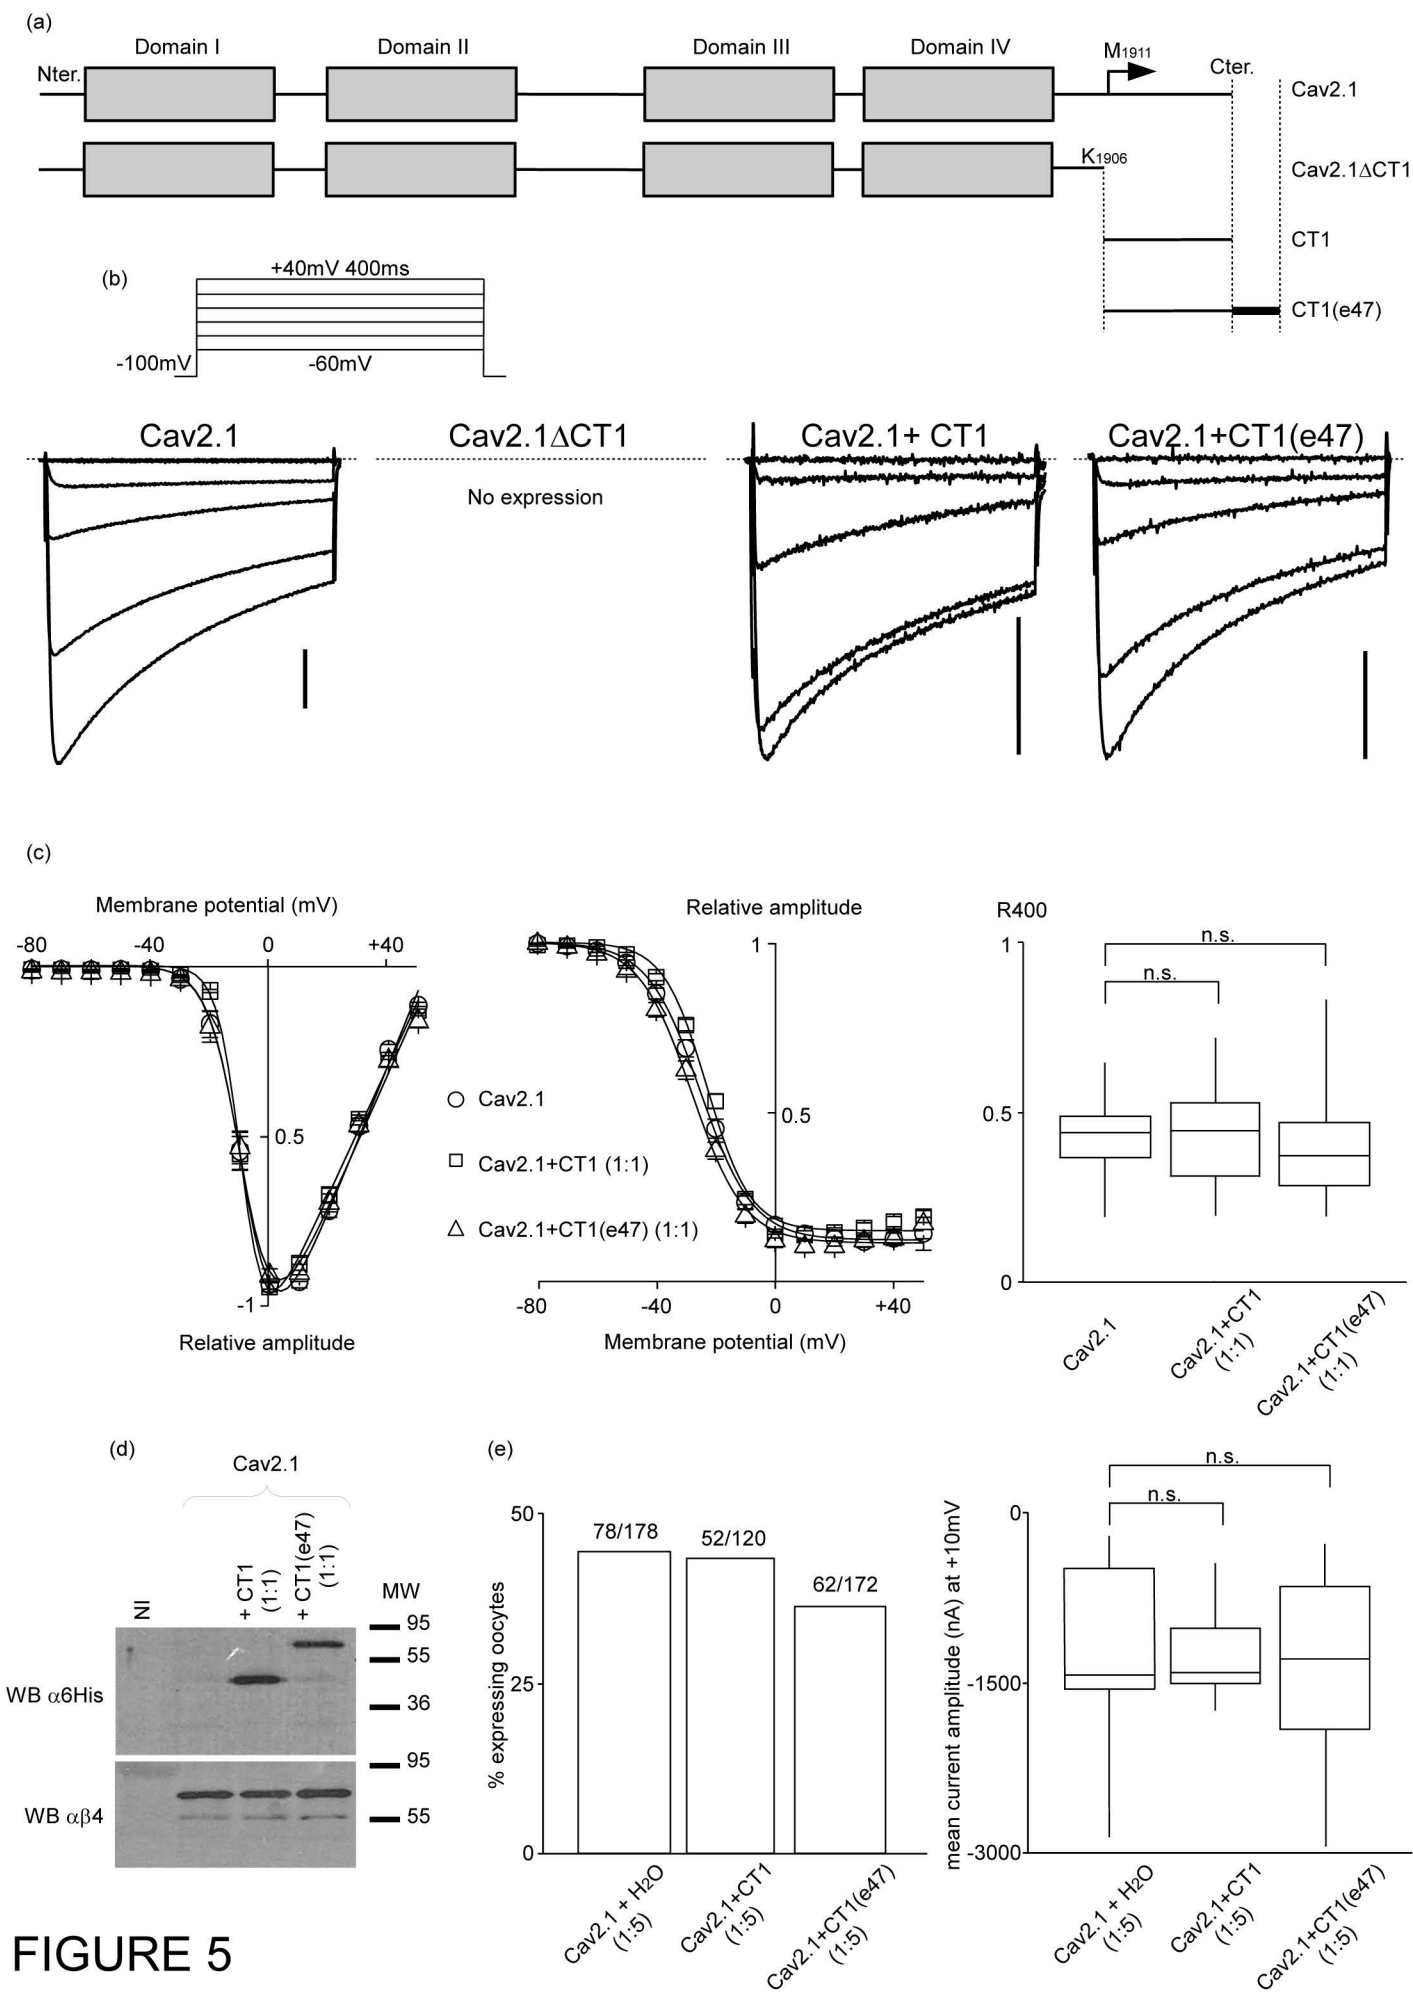 (a)
Domain I
Domain II
Domain III
Domain IV
M1911
Nter.
Cter.
Cav2.1
K1906
Cav2.1ΔCT1
CT1
CT1(e47)
(b)
+40mV 400ms
-100mV
-60mV
Cav2.1
Cav2.1ΔCT1
Cav2.1+ CT1
Cav2.1+CT1(e47)
No expression
(c)
Membrane potential (mV)
-80
-40
0
+40
0.5
-1
Relative amplitude
Cav2.1
Cav2.1+CT1 (1:1)
Cav2.1+CT1(e47) (1:1)
Relative amplitude
1
0.5
-80
-40
0
+40
Membrane potential (mV)
R400
1
0.5
0
n.s.
n.s.
Cav2.1
Cav2.1+CT1
(1:1)
Cav2.1+CT1(e47)
(1:1)
(d)
Cav2.1
NI
+ CT1
(1:1)
+ CT1(e47)
(1:1)
MW
95
55
36
WB α6His
95
55
WB αβ4
(e)
% expressing oocytes
50
25
0
78/178
52/120
62/172
Cav2.1 + H2O
(1:5)
Cav2.1+CT1
(1:5)
Cav2.1+CT1(e47)
(1:5)
mean current amplitude (nA) at +10mV
0
-1500
-3000
n.s.
n.s.
Cav2.1 + H2O
(1:5)
Cav2.1+CT1
(1:5)
Cav2.1+CT1(e47)
(1:5)
FIGURE 5